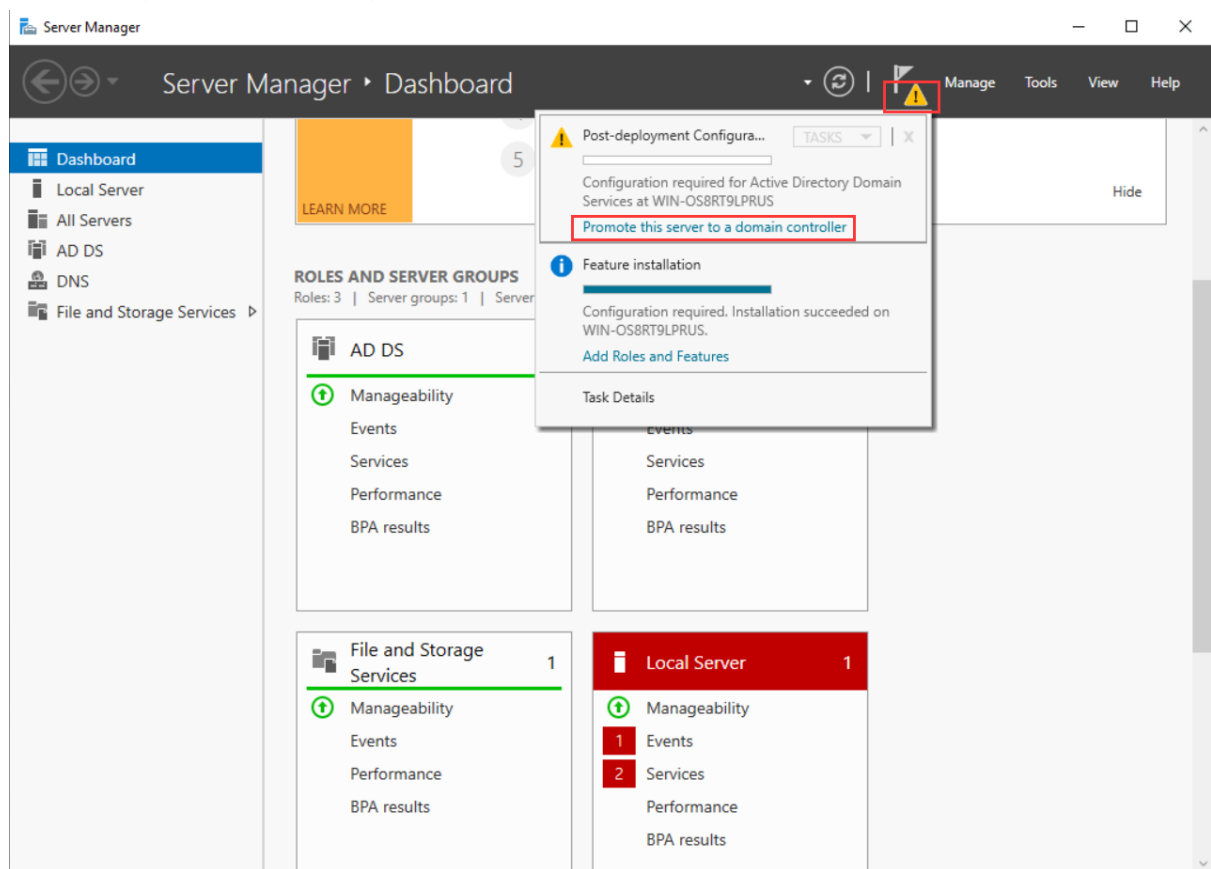 Server Manager
Server Manager • Dashboard
Manage Tools View Help
Dashboard
Local Server
All Servers
AD DS
DNS
File and Storage Services
5
LEARN MORE
Hide
Post-deployment Configura...
TASKS
X
Configuration required for Active Directory Domain
Services at WIN-OS8RT9LPRUS
Promote this server to a domain controller
Feature installation
Configuration required. Installation succeeded on
WIN-OS8RT9LPRUS.
Add Roles and Features
Task Details
ROLES AND SERVER GROUPS
Roles: 3 | Server groups: 1 | Server
AD DS
Manageability
Events
Services
Performance
BPA results
Events
Services
Performance
BPA results
File and Storage
Services
1
Manageability
Events
Performance
BPA results
Local Server 1
Manageability
1 Events
2 Services
Performance
BPA results